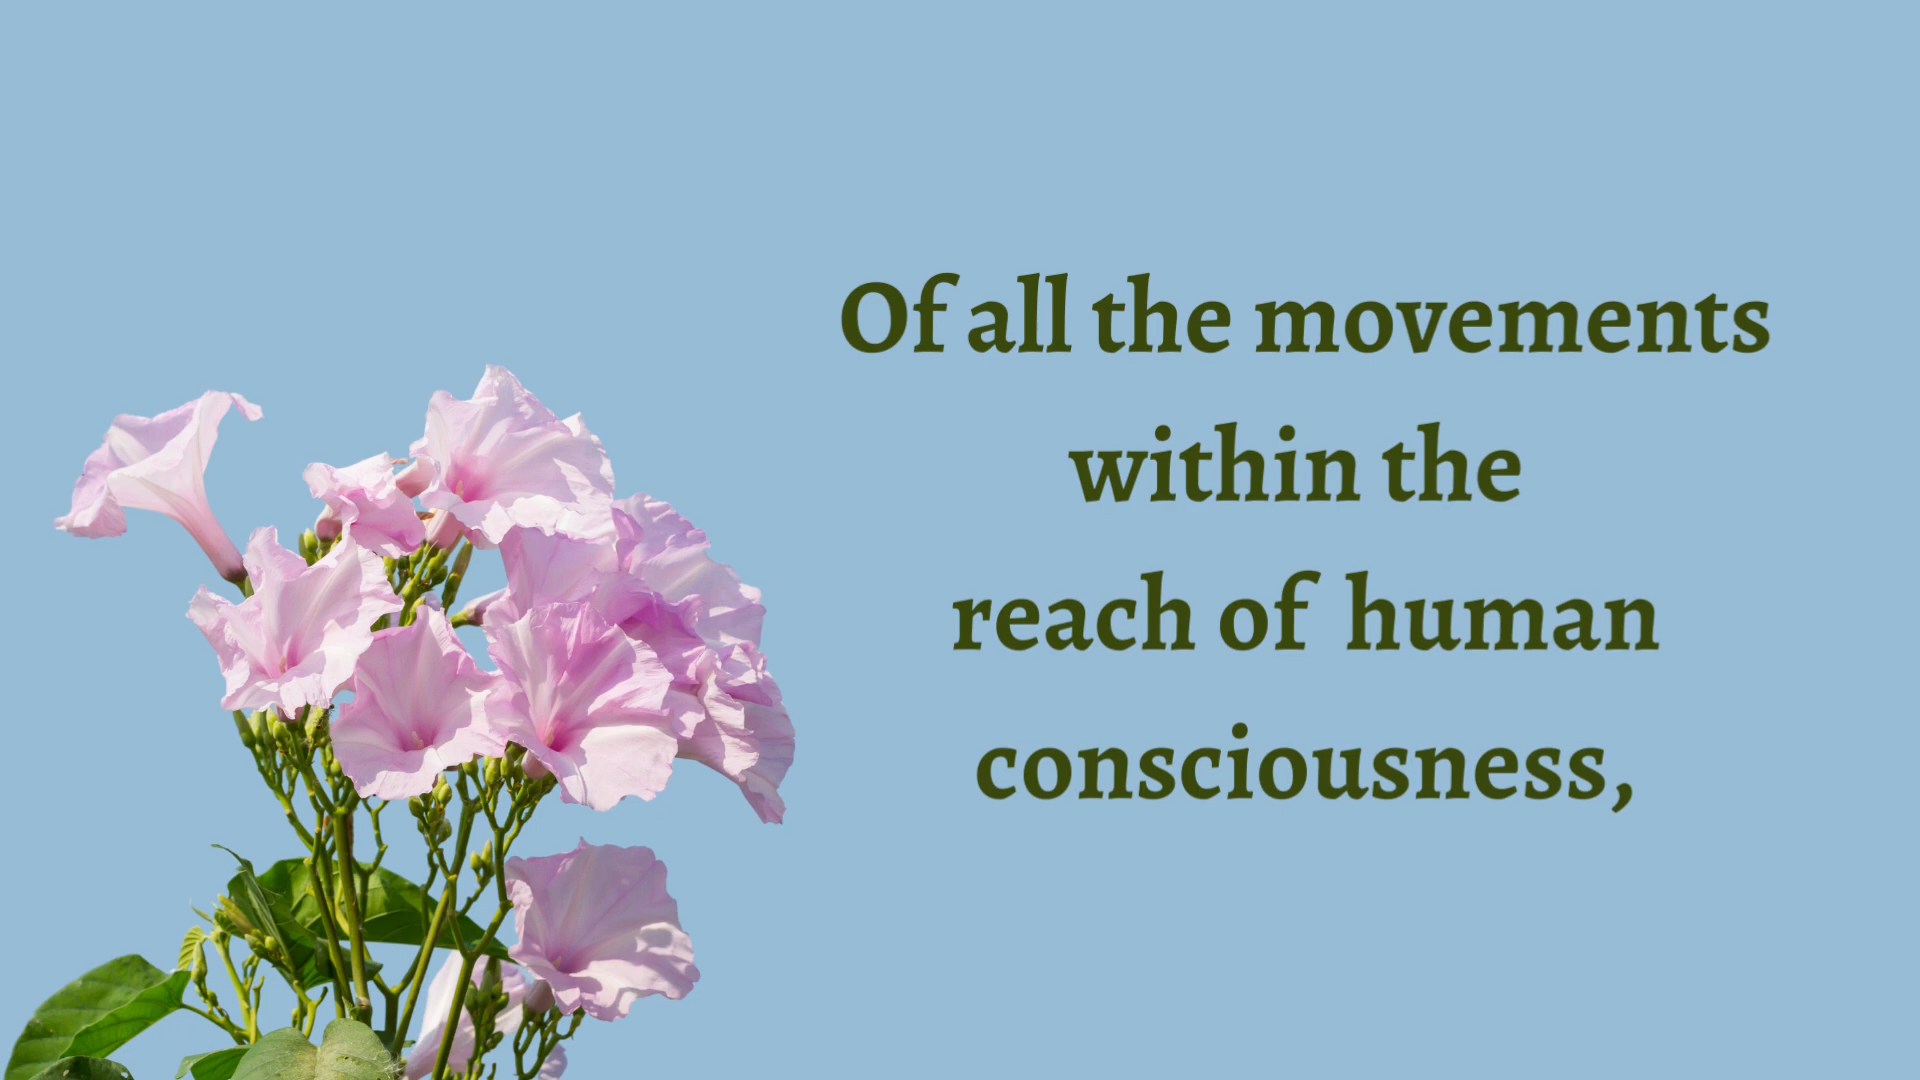 Of all the movements
within the
reach of human
consciousness,